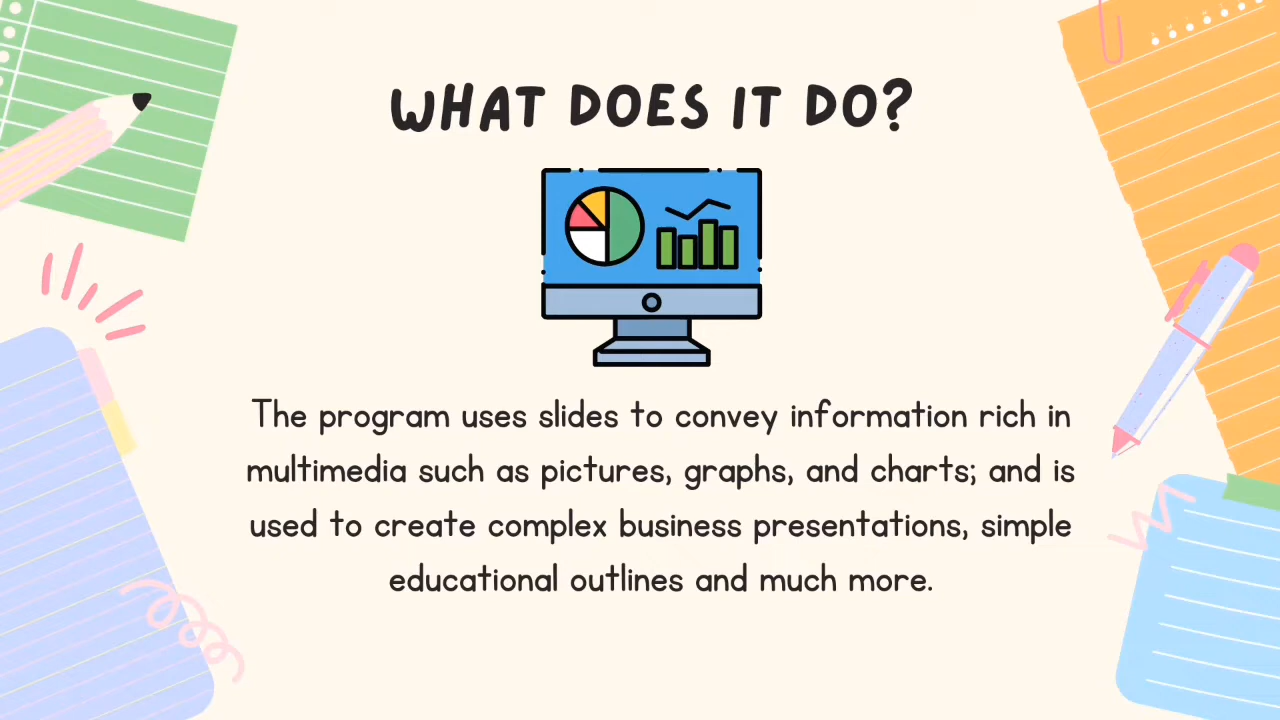 WHAT DOES IT DO?
The program uses slides to convey information rich in
multimedia such as pictures, graphs, and charts; and is
used to create complex business presentations, simple
educational outlines and much more.